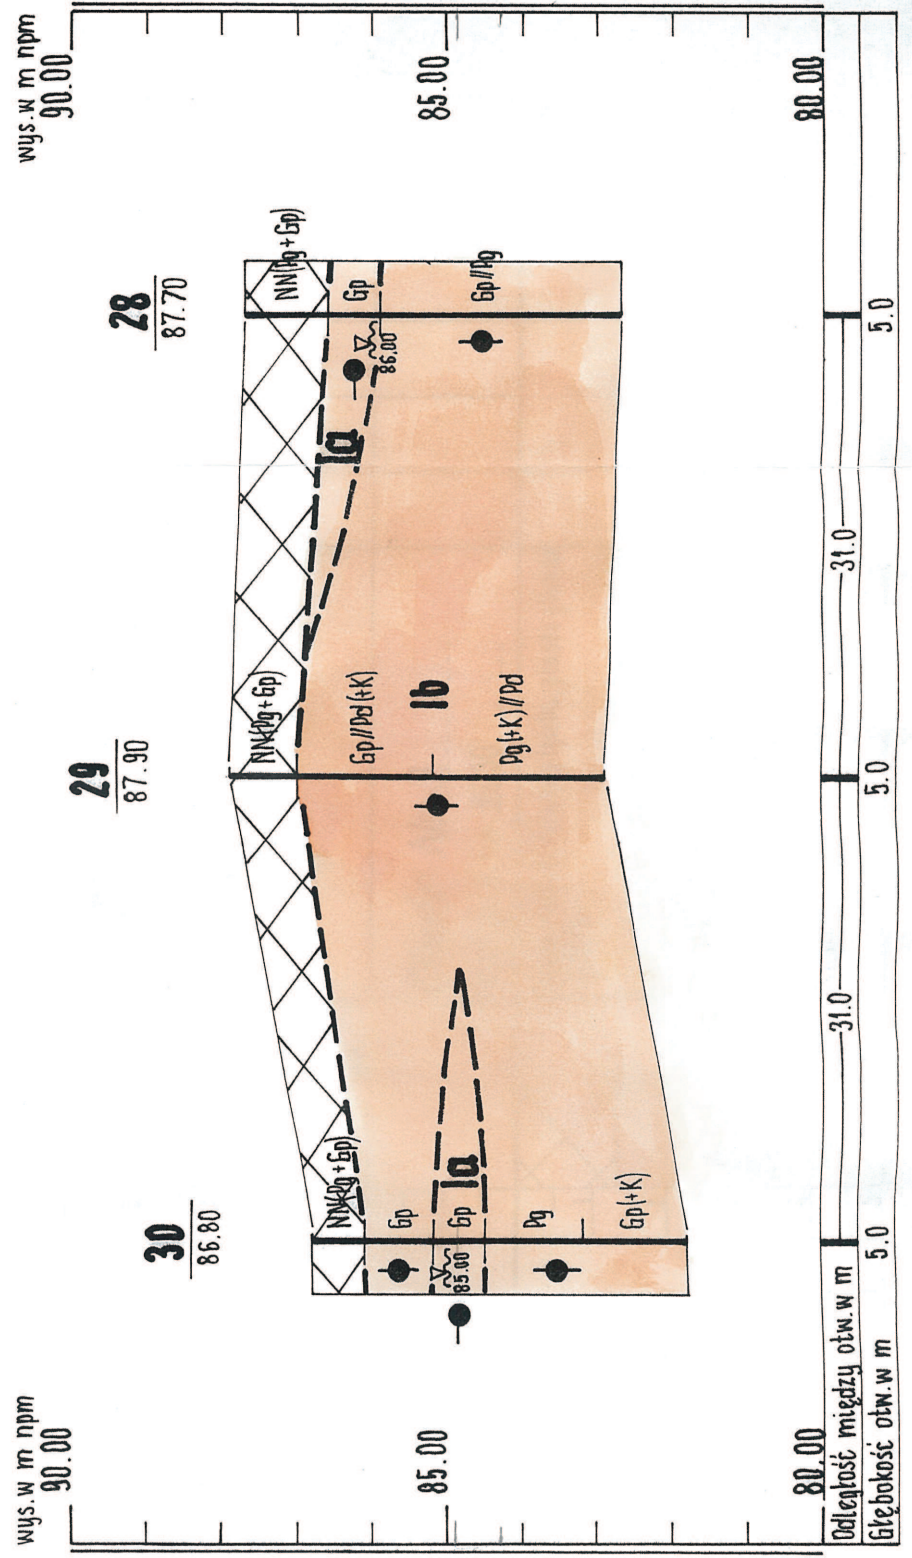 wys. w m npm
90.00
85.00
80.00
30
86.80
29
87.90
28
87.70
wys. w m npm
90.00
85.00
80.00
NN(Pg+Gp)
Gp
Gp
Pg
Gp(+K)
85.00
Ia
NN(Pg+Gp)
Gp//Pd(+K)
Pg(+K)//Pd
Ib
Ia
NN(Pg+Gp)
Gp
Gp//Pg
86.00
Odległość między otw. w m
31.0
31.0
Głębokość otw. w m
5.0
5.0
5.0